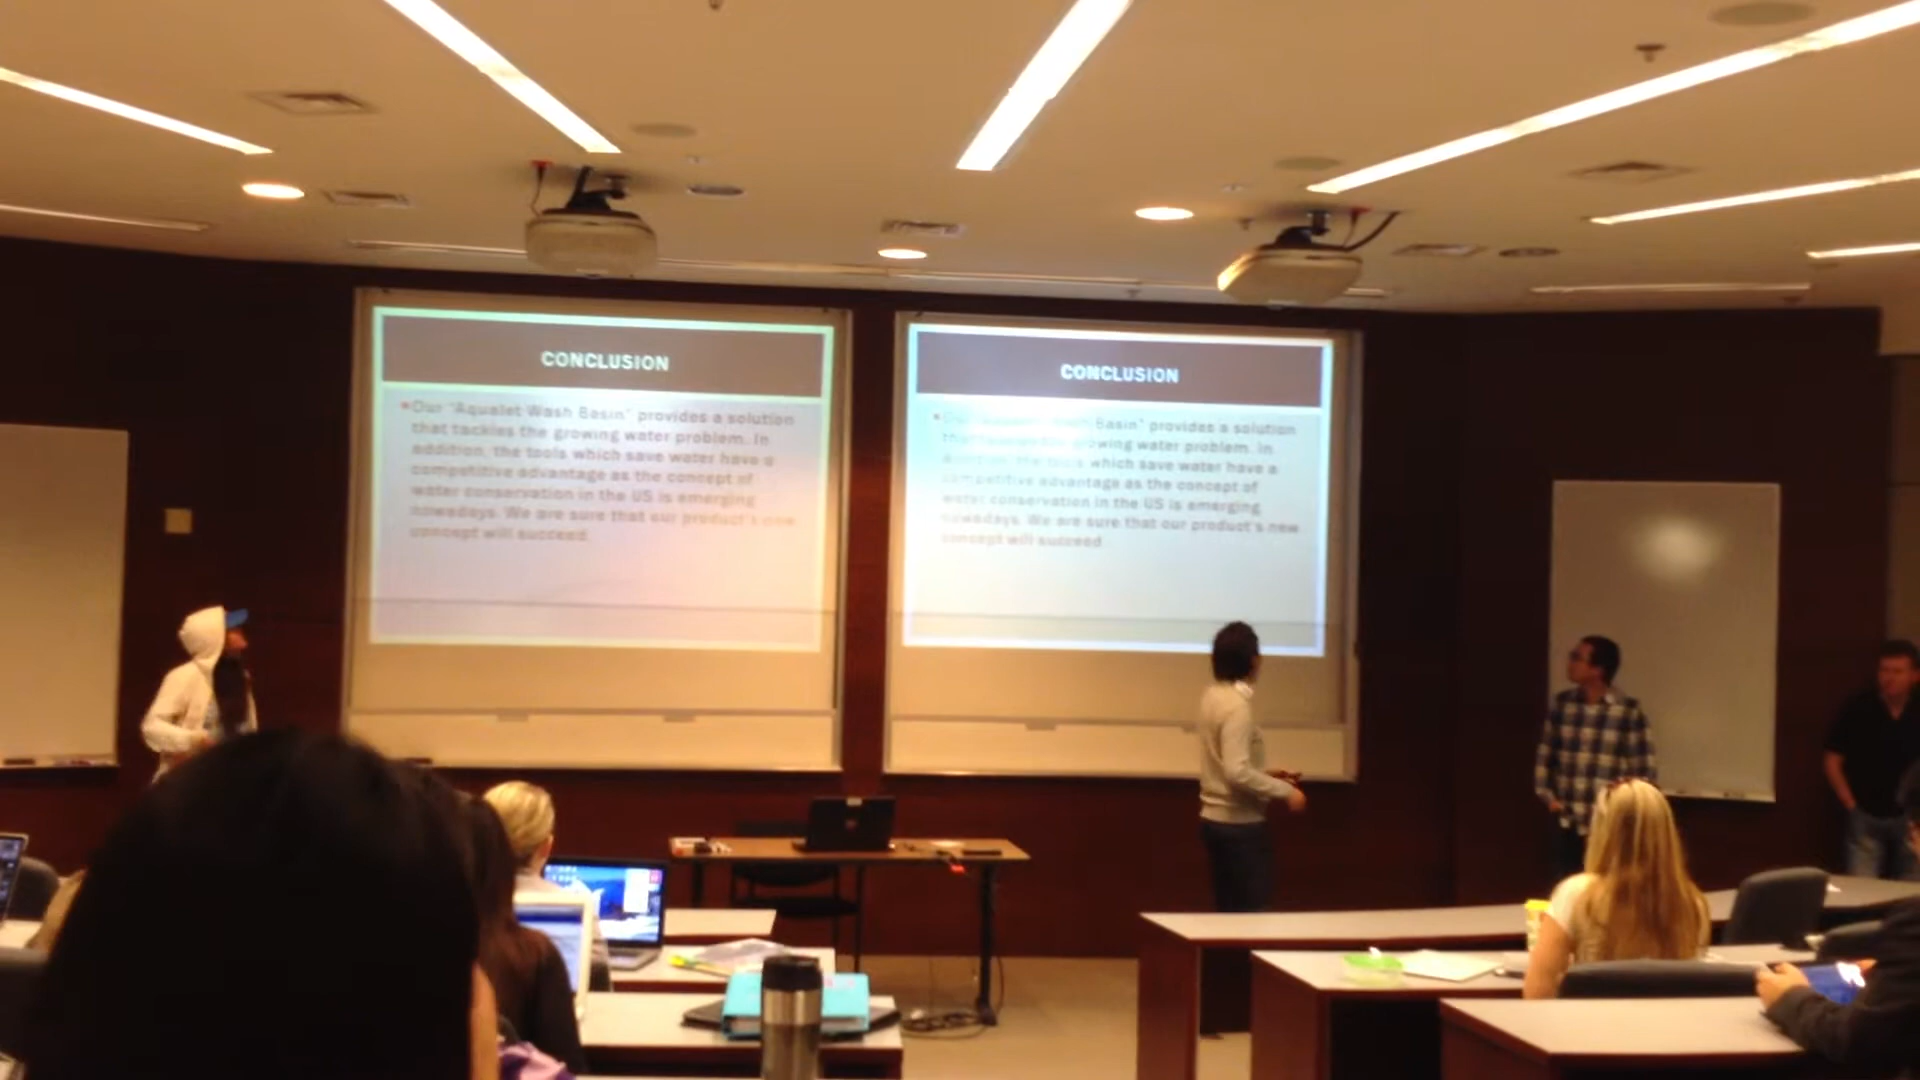 CONCLUSION
Our "Aqualet Wash Basin" provides a solution
that tackles the growing water problem. In
addition, the tools which save water have a
competitive advantage as the concept of
water conservation in the US is emerging
nowadays. We are sure that our product's new
concept will succeed.
CONCLUSION
Basin" provides a solution
growing water problem. In
which save water have a
competitive advantage as the concept of
water conservation in the US is emerging
nowadays. We are sure that our product's new
concept will succeed